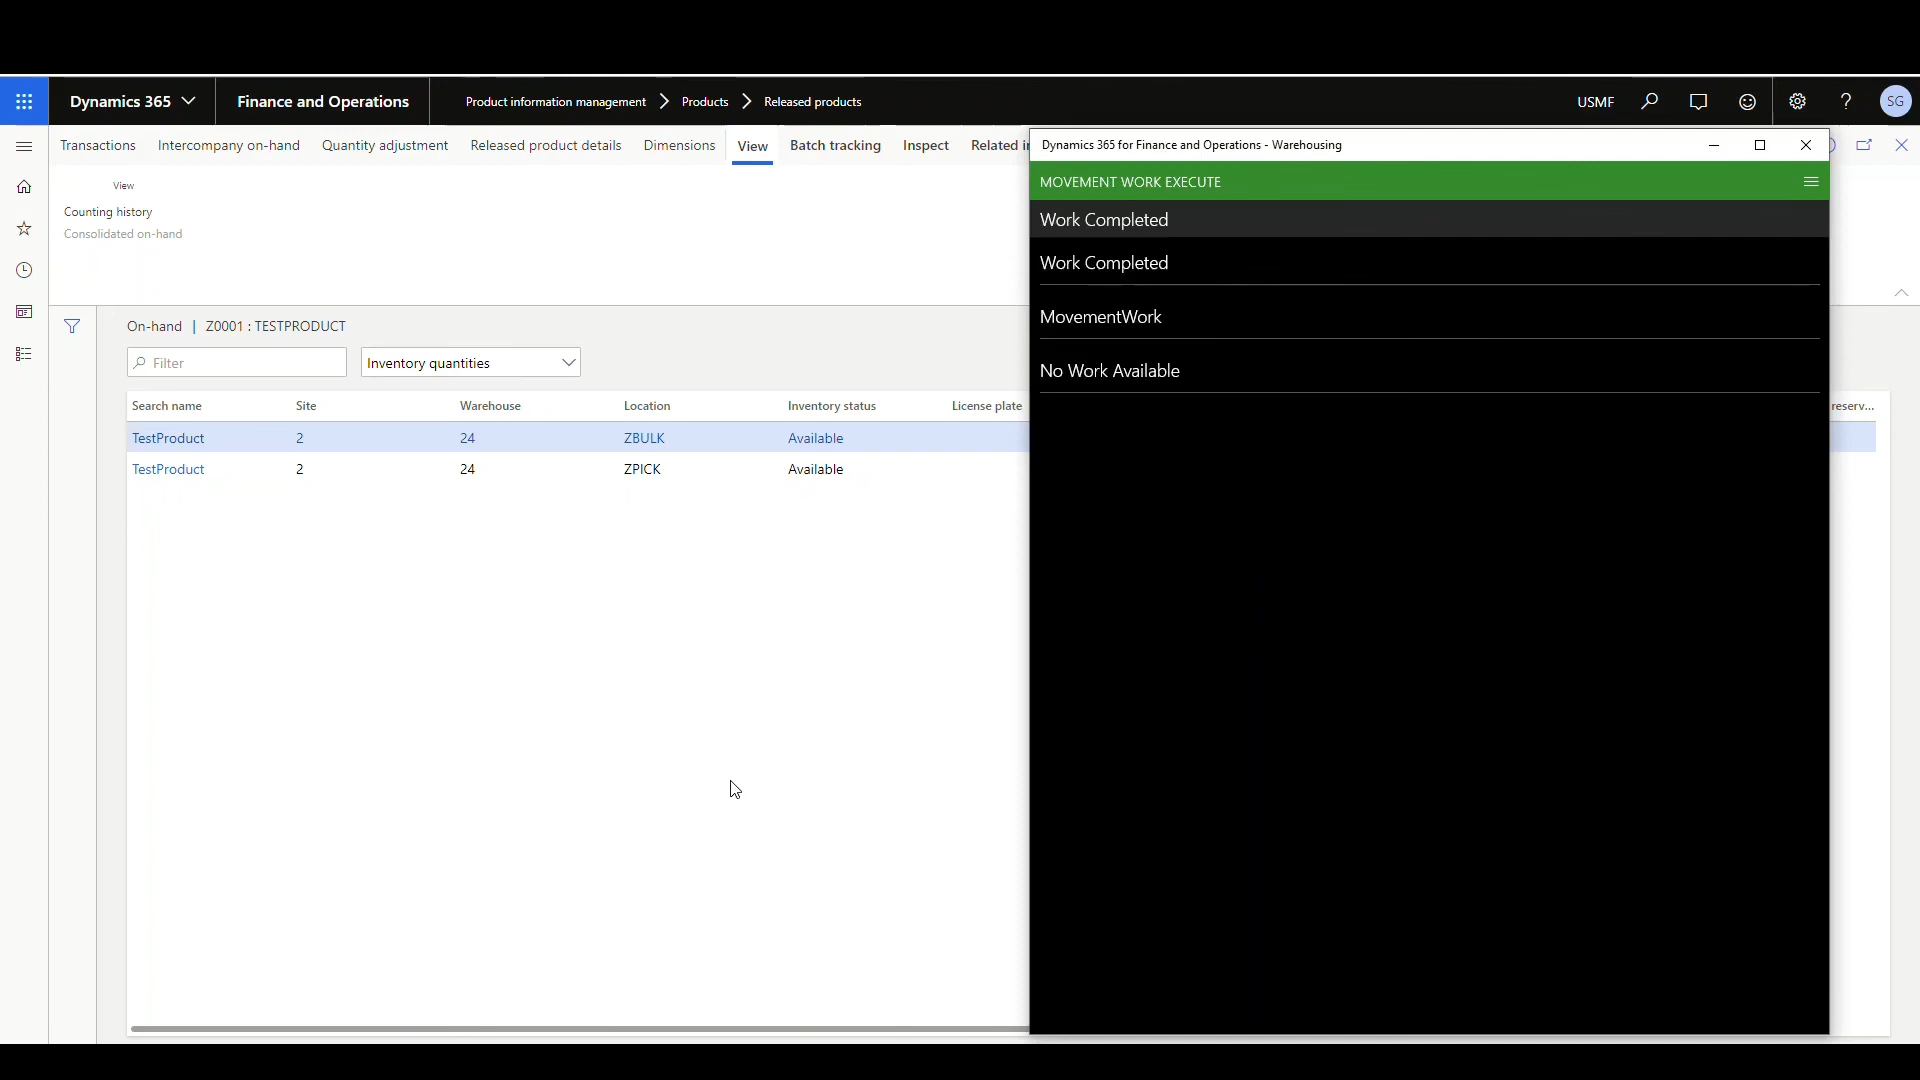 Dynamics 365
Finance and Operations
Product information management > Products > Released products
USMF
?
SG
Transactions
Intercompany on-hand
Quantity adjustment
Released product details
Dimensions
View
Batch tracking
Inspect
Related
View
Counting history
Consolidated on-hand
On-hand | Z0001 : TESTPRODUCT
Filter
Inventory quantities
Search name Site Warehouse Location Inventory status License plate
TestProduct 2 24 ZBULK Available
TestProduct 2 24 ZPICK Available
reserv...
Dynamics 365 for Finance and Operations - Warehousing
MOVEMENT WORK EXECUTE
Work Completed
Work Completed
MovementWork
No Work Available